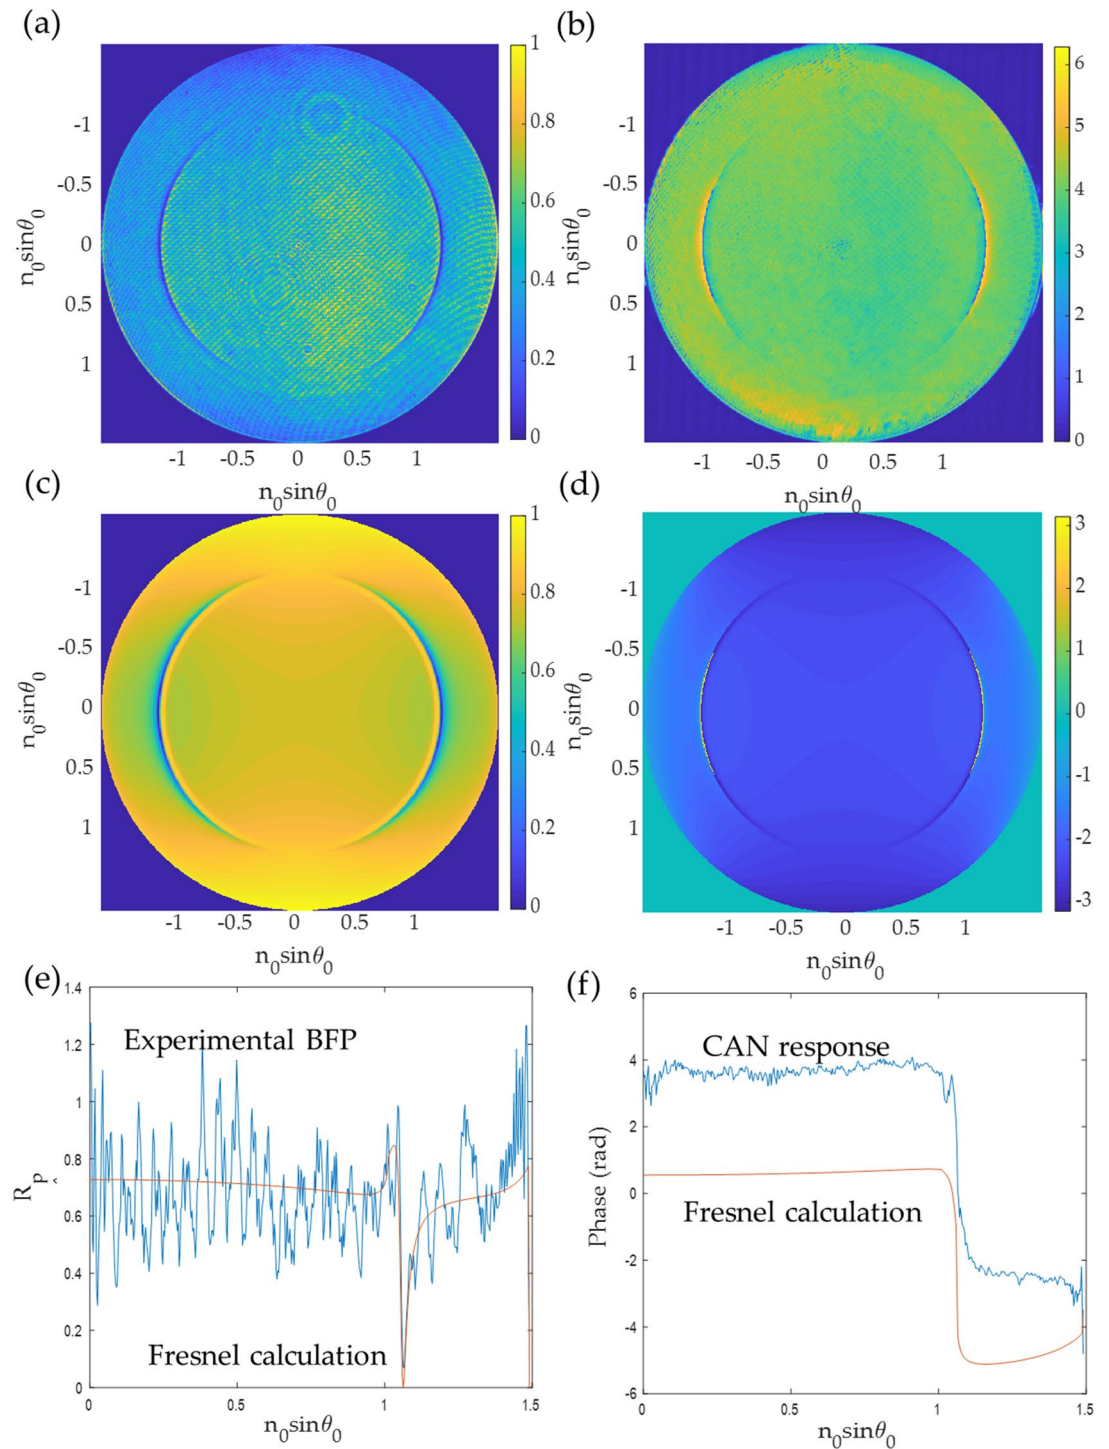 (a)
(b)
1
0.8
0.6
0.4
0.2
0
6
5
4
3
2
1
0
-1
-0.5
0
0.5
1
n0sinθ0
-1
-0.5
0
0.5
1
n0sinθ0
-1 -0.5 0 0.5 1
n0sinθ0
-1 -0.5 0 0.5 1
n0sinθ0
(c)
(d)
1
0.8
0.6
0.4
0.2
0
3
2
1
0
-1
-2
-3
-1
-0.5
0
0.5
1
n0sinθ0
-1
-0.5
0
0.5
1
n0sinθ0
-1 -0.5 0 0.5 1
n0sinθ0
-1 -0.5 0 0.5 1
n0sinθ0
(e)
1.4
1.2
1
0.8
0.6
0.4
0.2
0
R̂p
Experimental BFP
Fresnel calculation
0 0.5 1 1.5
n0sinθ0
(f)
6
4
2
0
-2
-4
-6
Phase (rad)
CAN response
Fresnel calculation
0 0.5 1 1.5
n0sinθ0